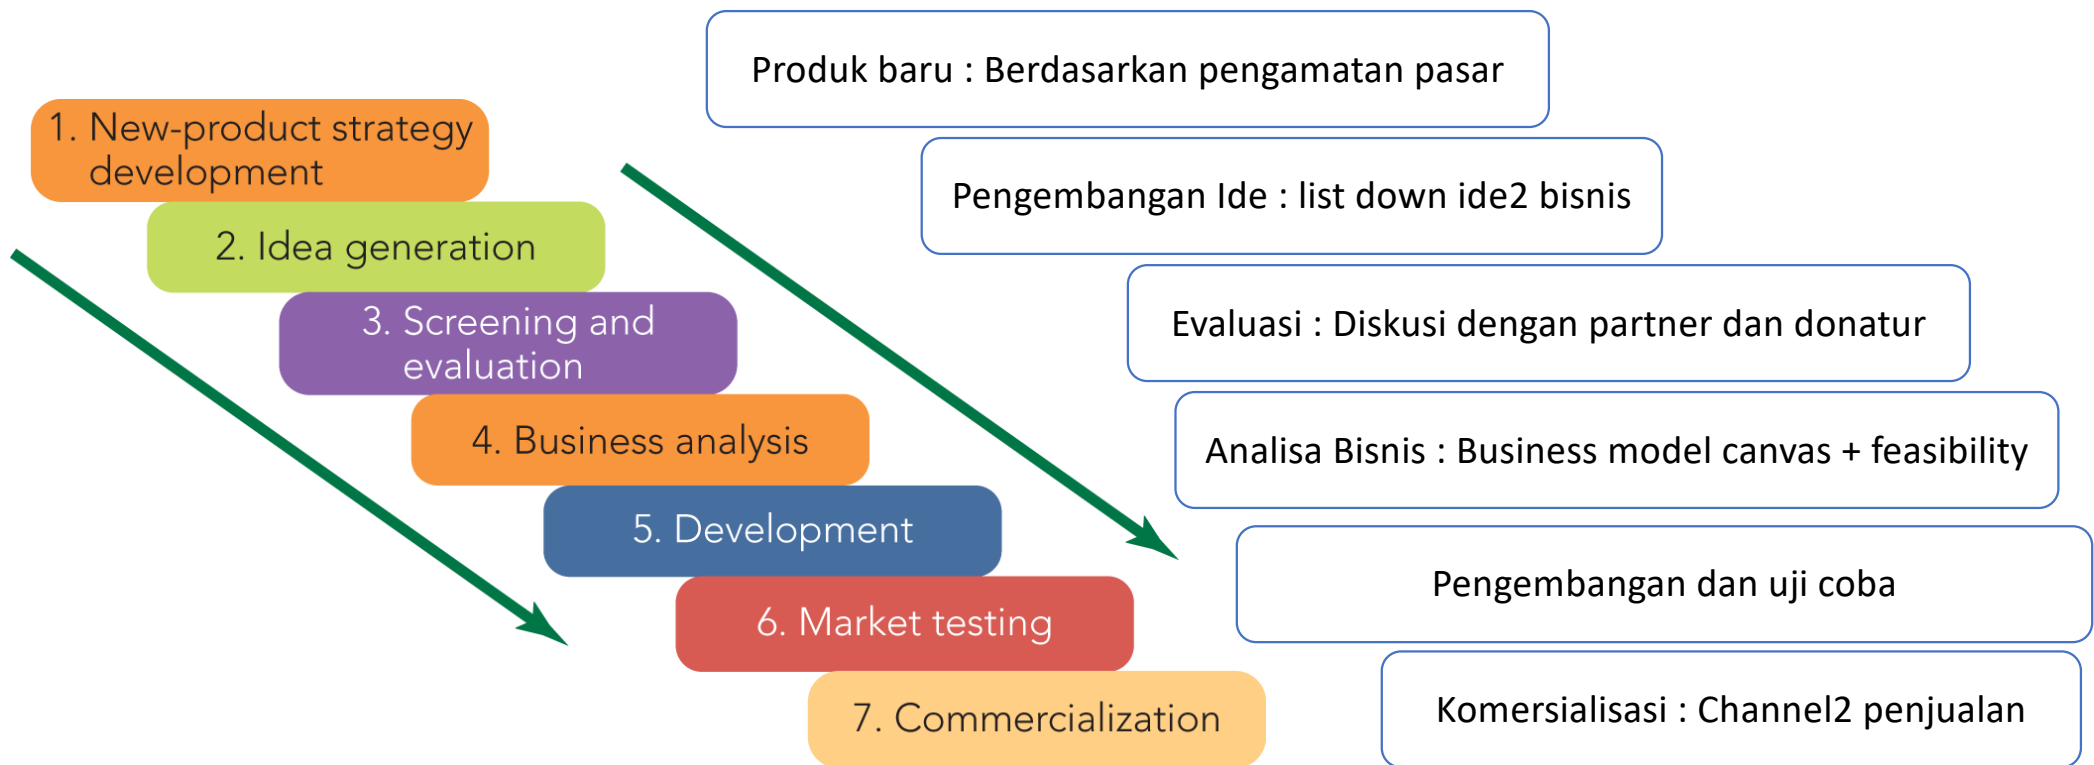 Produk baru : Berdasarkan pengamatan pasar
1. New-product strategy
development
Pengembangan Ide : list down ide2 bisnis
2. Idea generation
3. Screening and
evaluation
Evaluasi : Diskusi dengan partner dan donatur
4. Business analysis
Analisa Bisnis : Business model canvas + feasibility
5. Development
Pengembangan dan uji coba
6. Market testing
7. Commercialization
Komersialisasi : Channel2 penjualan